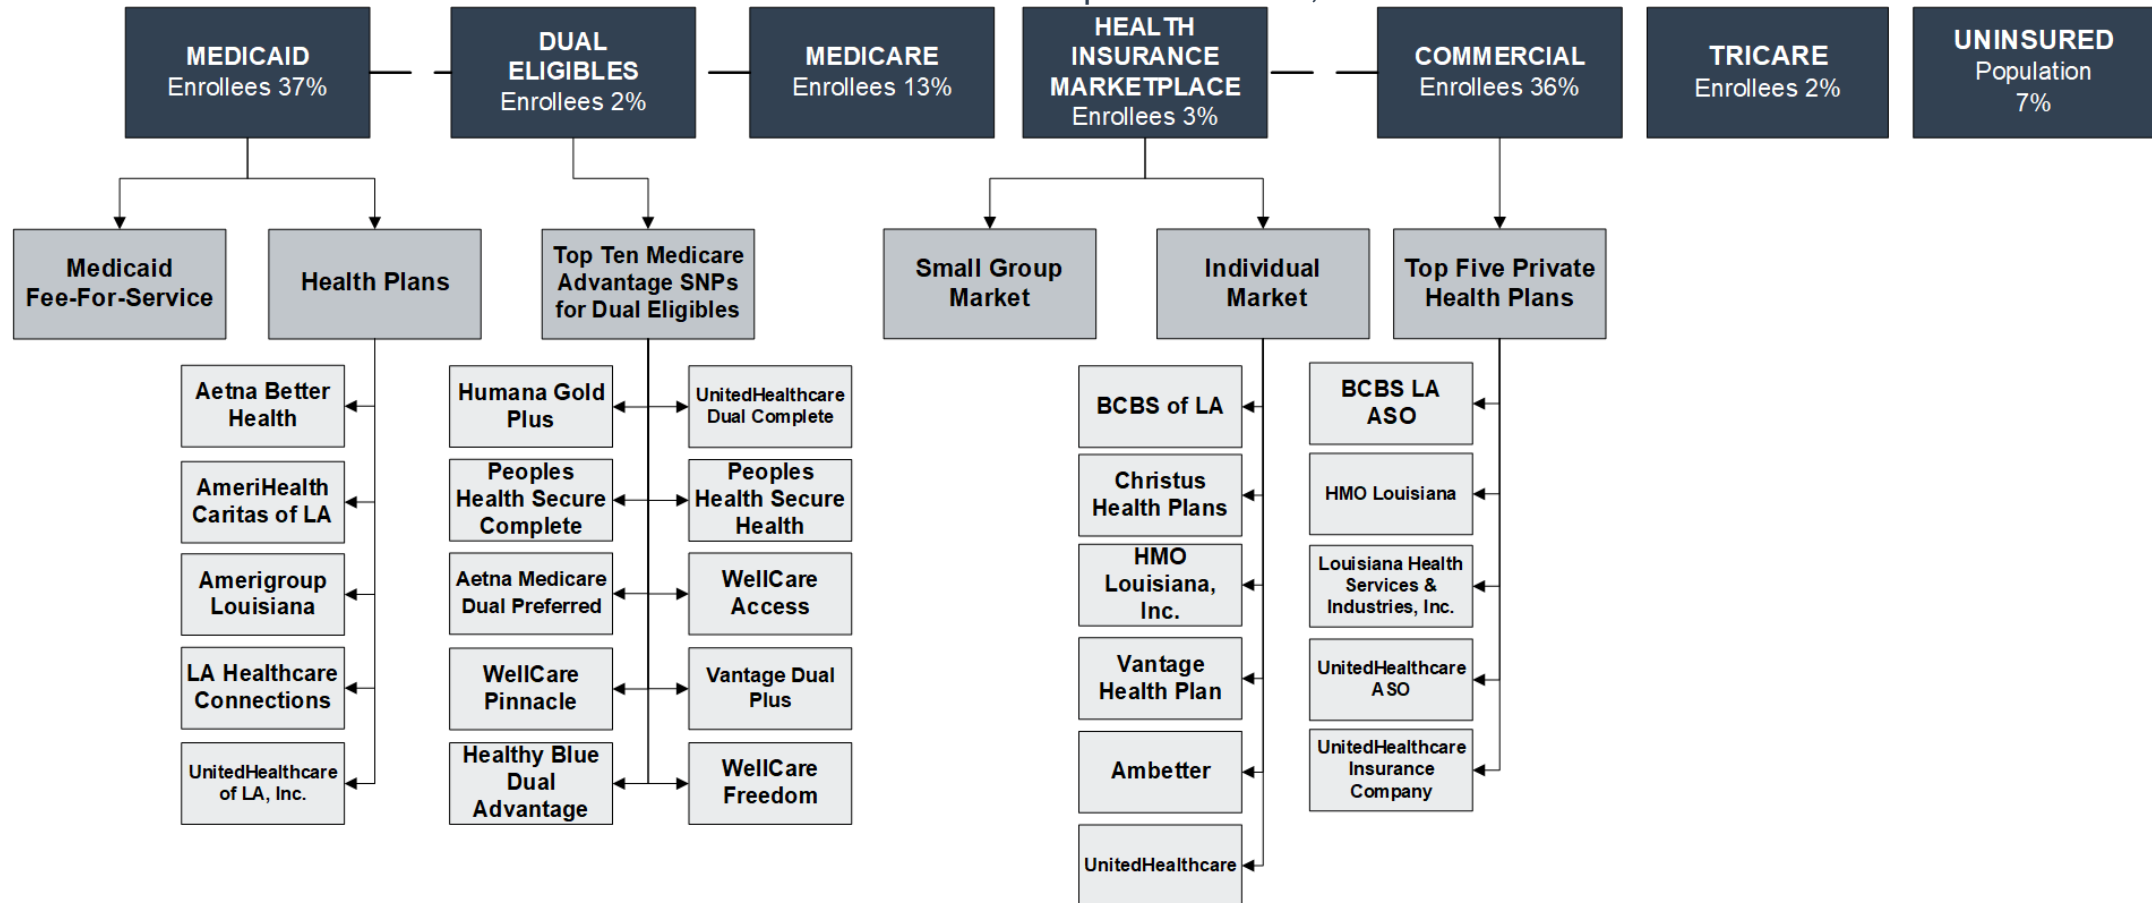 MEDICAID
Enrollees 37%
DUAL
ELIGIBLES
Enrollees 2%
MEDICARE
Enrollees 13%
HEALTH
INSURANCE
MARKETPLACE
Enrollees 3%
COMMERCIAL
Enrollees 36%
TRICARE
Enrollees 2%
UNINSURED
Population
7%
Medicaid
Fee-For-Service
Health Plans
Top Ten Medicare
Advantage SNPs
for Dual Eligibles
Small Group
Market
Individual
Market
Top Five Private
Health Plans
Aetna Better
Health
AmeriHealth
Caritas of LA
Amerigroup
Louisiana
LA Healthcare
Connections
UnitedHealthcare
of LA, Inc.
Humana Gold
Plus
UnitedHealthcare
Dual Complete
Peoples
Health Secure
Complete
Peoples
Health Secure
Health
Aetna Medicare
Dual Preferred
WellCare
Access
WellCare
Pinnacle
Vantage Dual
Plus
Healthy Blue
Dual
Advantage
WellCare
Freedom
BCBS of LA
Christus
Health Plans
HMO
Louisiana,
Inc.
Vantage
Health Plan
Ambetter
UnitedHealthcare
BCBS LA
ASO
HMO Louisiana
Louisiana Health
Services &
Industries, Inc.
UnitedHealthcare
ASO
UnitedHealthcare
Insurance
Company